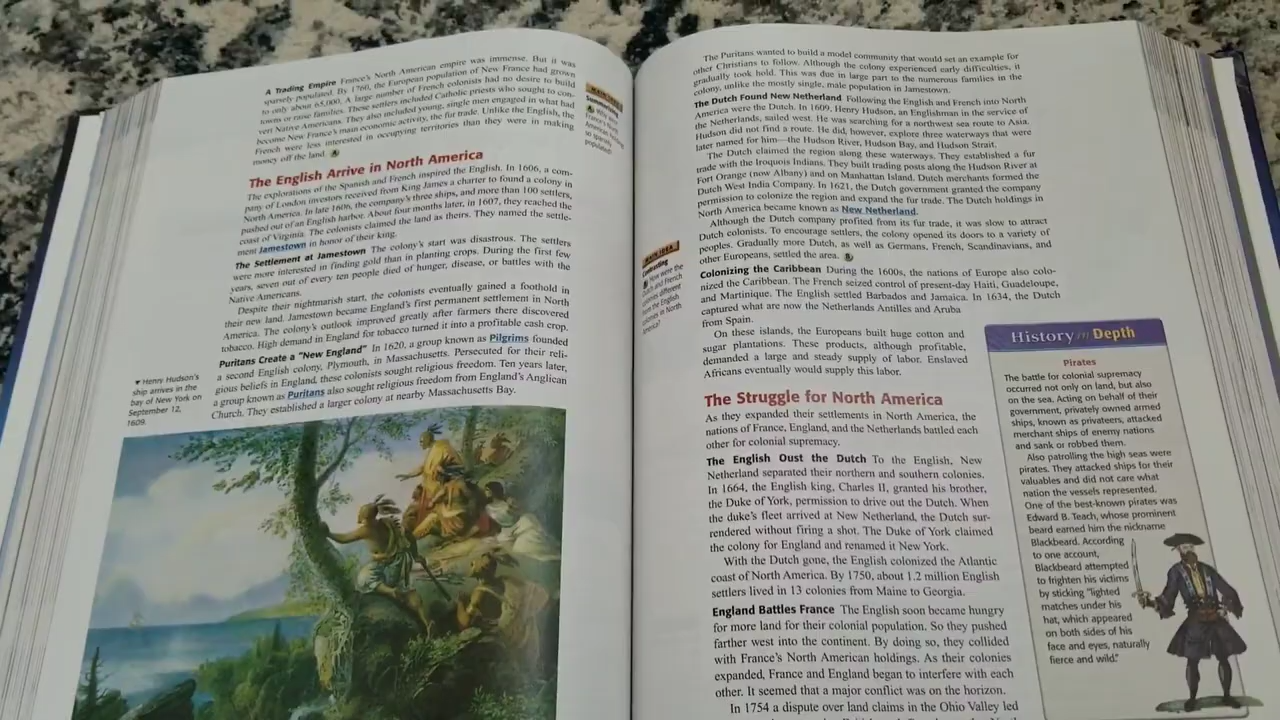 A Trading Empire France's North American empire was immense. But it was
sparsely populated. By 1760, the European population of New France had grown
to only about 65,000. A large number of French colonists had no desire to build
towns or raise families. These settlers included Catholic priests who sought to con-
vert Native Americans. They also included young, single men engaged in what had
become New France's main economic activity, the fur trade. Unlike the English, the
French were less interested in occupying territories than they were in making
money off the land.
MAIN IDEA
Summarizing
populated?
The English Arrive in North America
The explorations of the Spanish and French inspired the English. In 1606, a com-
pany of London investors received from King James a charter to found a colony in
North America. In late 1606, the company's three ships, and more than 100 settlers,
pushed out of an English harbor. About four months later, in 1607, they reached the
coast of Virginia. The colonists claimed the land as theirs. They named the settle-
ment Jamestown in honor of their king.
The Settlement at Jamestown The colony's start was disastrous. The settlers
were more interested in finding gold than in planting crops. During the first few
years, seven out of every ten people died of hunger, disease, or battles with the
Native Americans.
Despite their nightmarish start, the colonists eventually gained a foothold in
their new land. Jamestown became England's first permanent settlement in North
America. The colony's outlook improved greatly after farmers there discovered
tobacco. High demand in England for tobacco turned it into a profitable cash crop.
Puritans Create a "New England" In 1620, a group known as Pilgrims founded
a second English colony, Plymouth, in Massachusetts. Persecuted for their reli-
gious beliefs in England, these colonists sought religious freedom. Ten years later,
a group known as Puritans also sought religious freedom from England's Anglican
Church. They established a larger colony at nearby Massachusetts Bay.
▼ Henry Hudson's
ship arrives in the
bay of New York on
September 12,
1609.
The Puritans wanted to build a model community that would set an example for
other Christians to follow. Although the colony experienced early difficulties, it
gradually took hold. This was due in large part to the numerous families in the
colony, unlike the mostly single, male population in Jamestown.
The Dutch Found New Netherland Following the English and French into North
America were the Dutch. In 1609, Henry Hudson, an Englishman in the service of
the Netherlands, sailed west. He was searching for a northwest sea route to Asia.
Hudson did not find a route. He did, however, explore three waterways that were
later named for him—the Hudson River, Hudson Bay, and Hudson Strait.
The Dutch claimed the region along these waterways. They established a fur
trade with the Iroquois Indians. They built trading posts along the Hudson River at
Fort Orange (now Albany) and on Manhattan Island. Dutch merchants formed the
Dutch West India Company. In 1621, the Dutch government granted the company
permission to colonize the region and expand the fur trade. The Dutch holdings in
North America became known as New Netherland.
Although the Dutch company profited from its fur trade, it was slow to attract
Dutch colonists. To encourage settlers, the colony opened its doors to a variety of
peoples. Gradually more Dutch, as well as Germans, French, Scandinavians, and
other Europeans, settled the area.
MAIN IDEA
Contrasting
How were the
Dutch and French
colonies different
from the English
colonies in North
America?
Colonizing the Caribbean During the 1600s, the nations of Europe also colo-
nized the Caribbean. The French seized control of present-day Haiti, Guadeloupe,
and Martinique. The English settled Barbados and Jamaica. In 1634, the Dutch
captured what are now the Netherlands Antilles and Aruba
from Spain.
On these islands, the Europeans built huge cotton and
sugar plantations. These products, although profitable,
demanded a large and steady supply of labor. Enslaved
Africans eventually would supply this labor.
The Struggle for North America
As they expanded their settlements in North America, the
nations of France, England, and the Netherlands battled each
other for colonial supremacy.
The English Oust the Dutch To the English, New
Netherland separated their northern and southern colonies.
In 1664, the English king, Charles II, granted his brother,
the Duke of York, permission to drive out the Dutch. When
the duke's fleet arrived at New Netherland, the Dutch sur-
rendered without firing a shot. The Duke of York claimed
the colony for England and renamed it New York.
With the Dutch gone, the English colonized the Atlantic
coast of North America. By 1750, about 1.2 million English
settlers lived in 13 colonies from Maine to Georgia.
England Battles France The English soon became hungry
for more land for their colonial population. So they pushed
farther west into the continent. By doing so, they collided
with France's North American holdings. As their colonies
expanded, France and England began to interfere with each
other. It seemed that a major conflict was on the horizon.
In 1754 a dispute over land claims in the Ohio Valley led
History in Depth
Pirates
The battle for colonial supremacy
occurred not only on land, but also
on the sea. Acting on behalf of their
government, privately owned armed
ships, known as privateers, attacked
merchant ships of enemy nations
and sank or robbed them.
Also patrolling the high seas were
pirates. They attacked ships for their
valuables and did not care what
nation the vessels represented.
One of the best-known pirates was
Edward B. Teach, whose prominent
beard earned him the nickname
Blackbeard. According
to one account,
Blackbeard attempted
to frighten his victims
by sticking "lighted
matches under his
hat, which appeared
on both sides of his
face and eyes, naturally
fierce and wild."